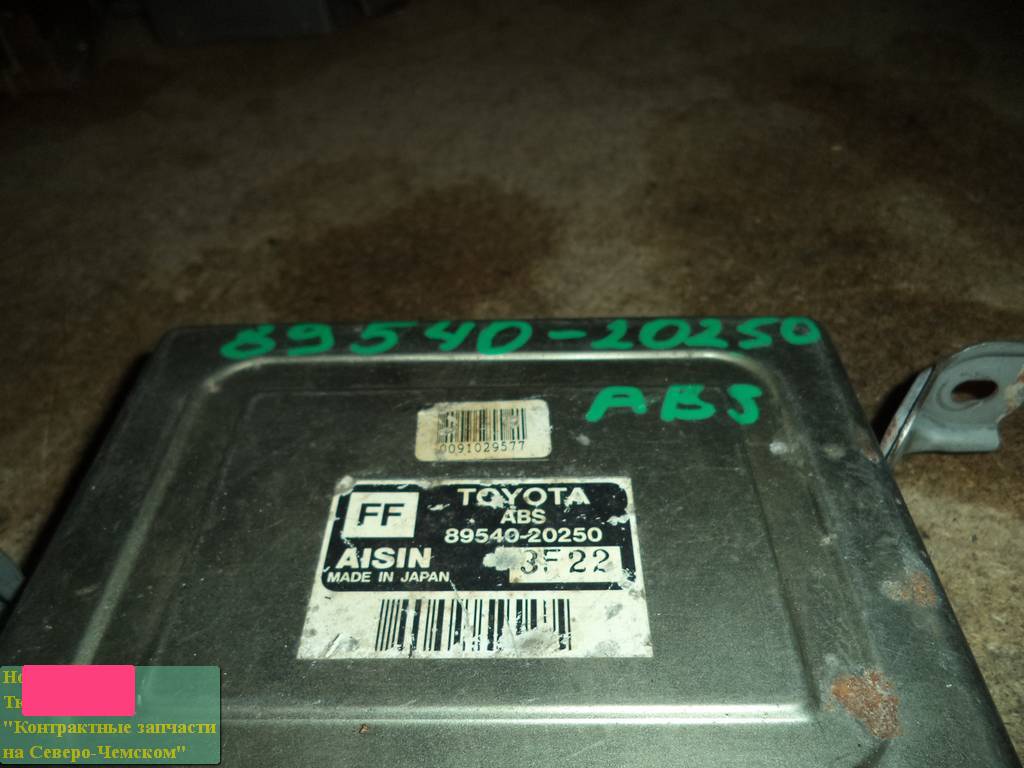 89540-20250
ABS
0091029577
FF
TOYOTA
ABS
89540-20250
AISIN
3F22
MADE IN JAPAN
"Контрактные запчасти
на Северо-Чемском"